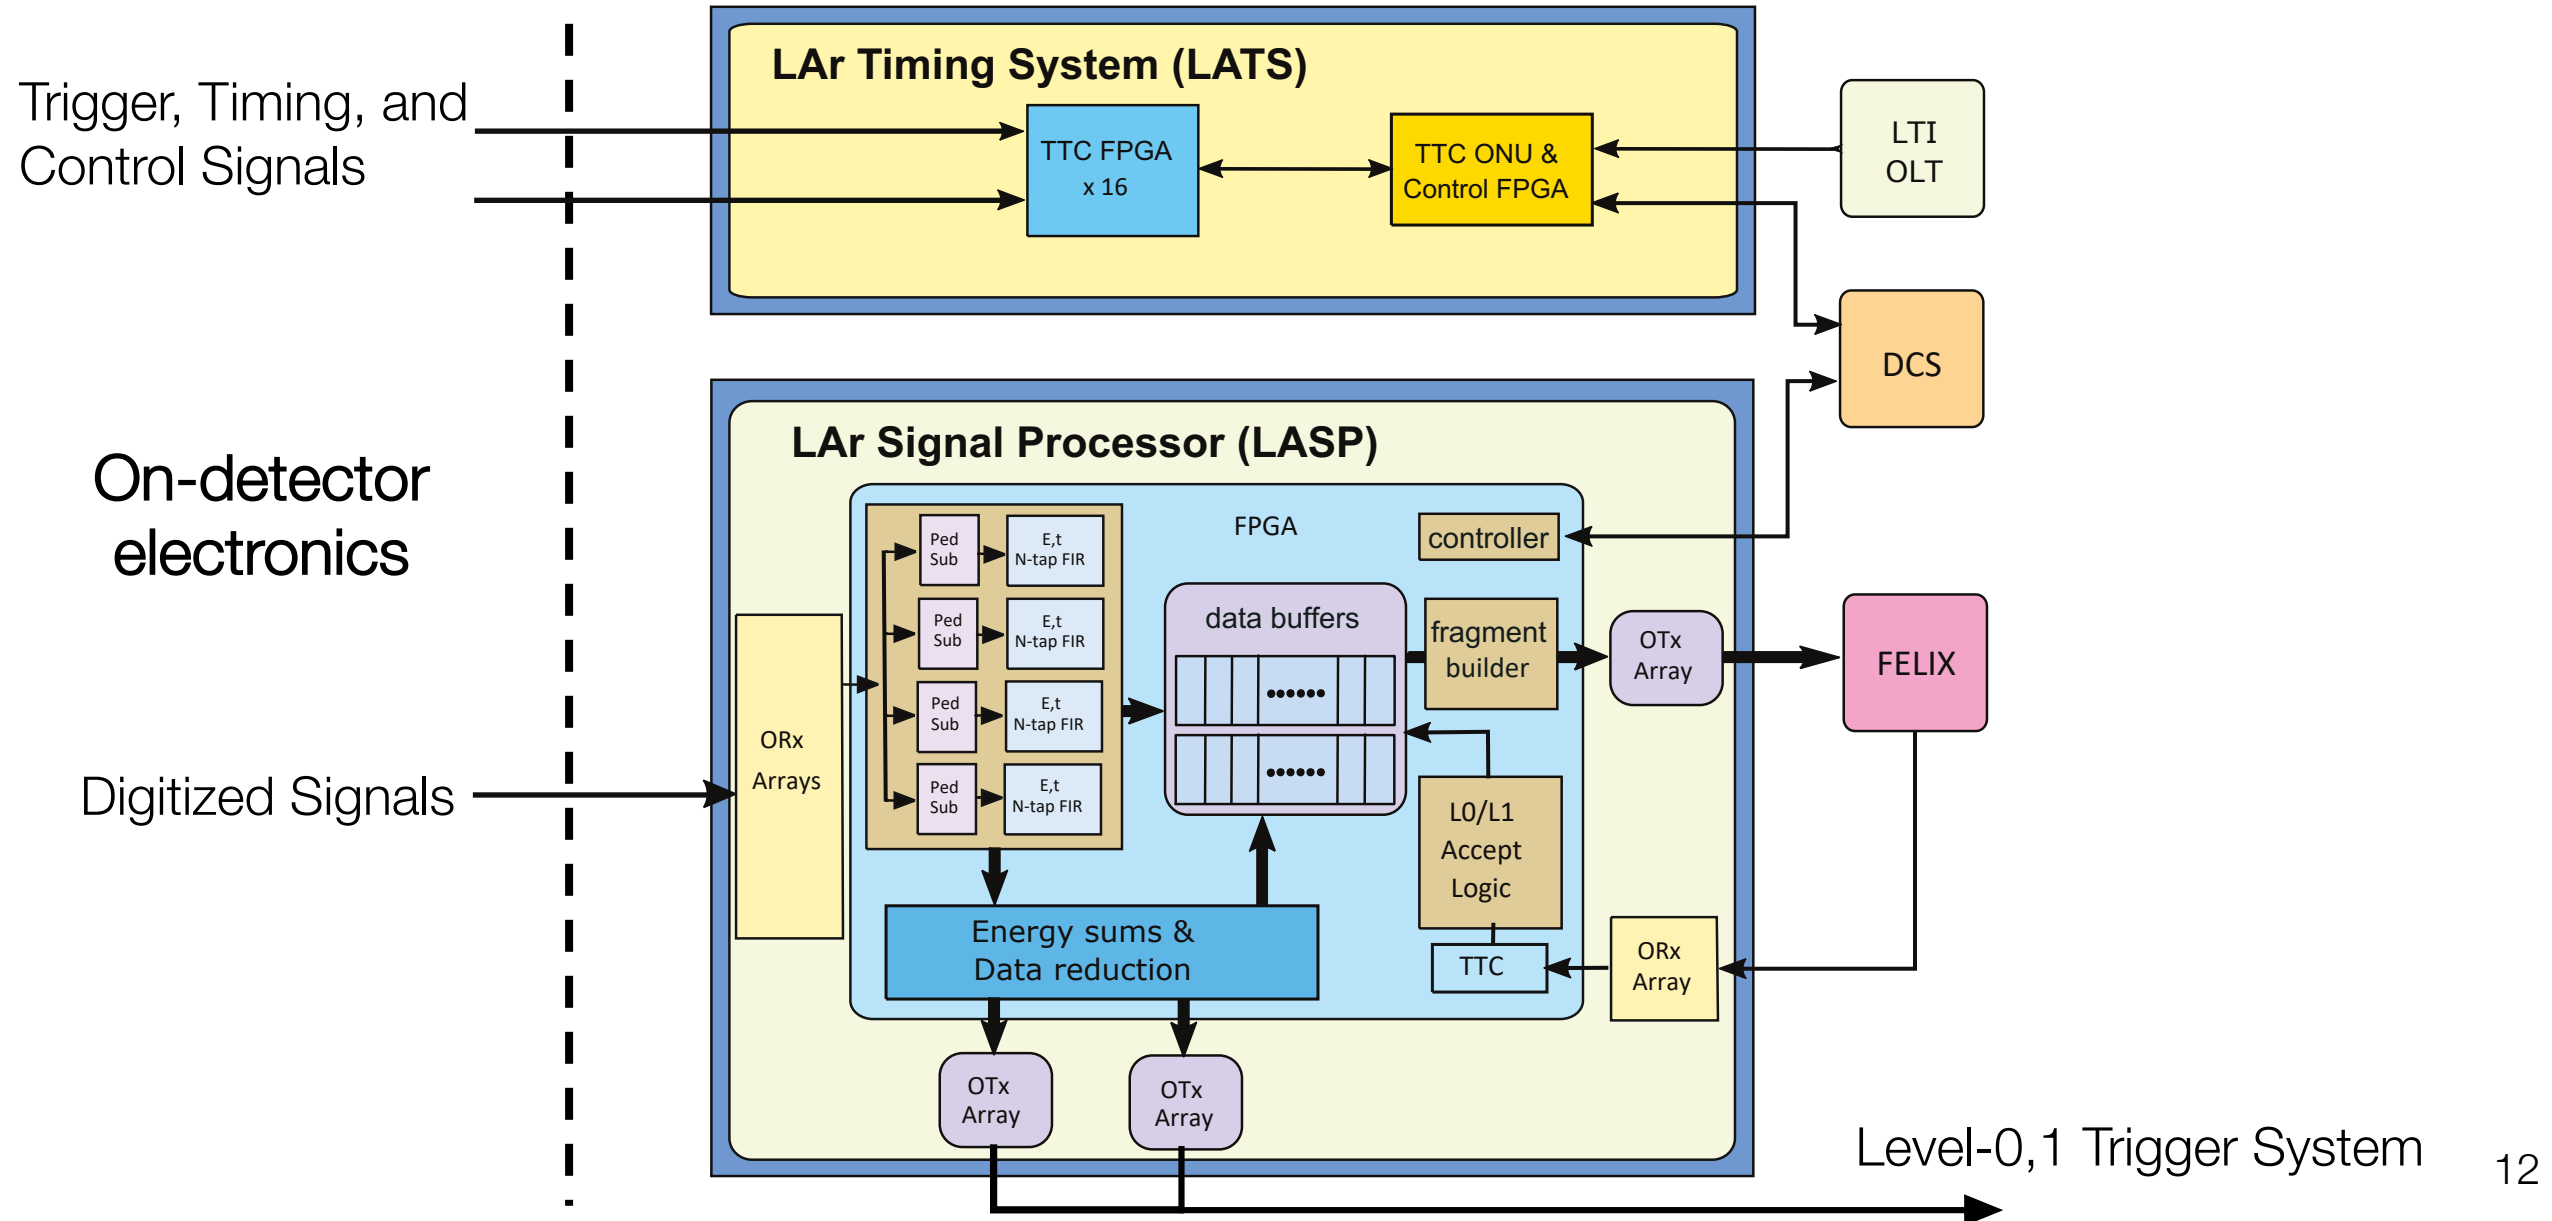 LAr Timing System (LATS)
Trigger, Timing, and
Control Signals
TTC FPGA
x 16
TTC ONU &
Control FPGA
LTI
OLT
DCS
On-detector
electronics
LAr Signal Processor (LASP)
FPGA
controller
Ped
Sub
E,t
N-tap FIR
Ped
Sub
E,t
N-tap FIR
Ped
Sub
E,t
N-tap FIR
Ped
Sub
E,t
N-tap FIR
data buffers
••••••
••••••
fragment
builder
OTx
Array
FELIX
ORx
Arrays
Digitized Signals
L0/L1
Accept
Logic
TTC
ORx
Array
Energy sums &
Data reduction
OTx
Array
OTx
Array
Level-0,1 Trigger System
12